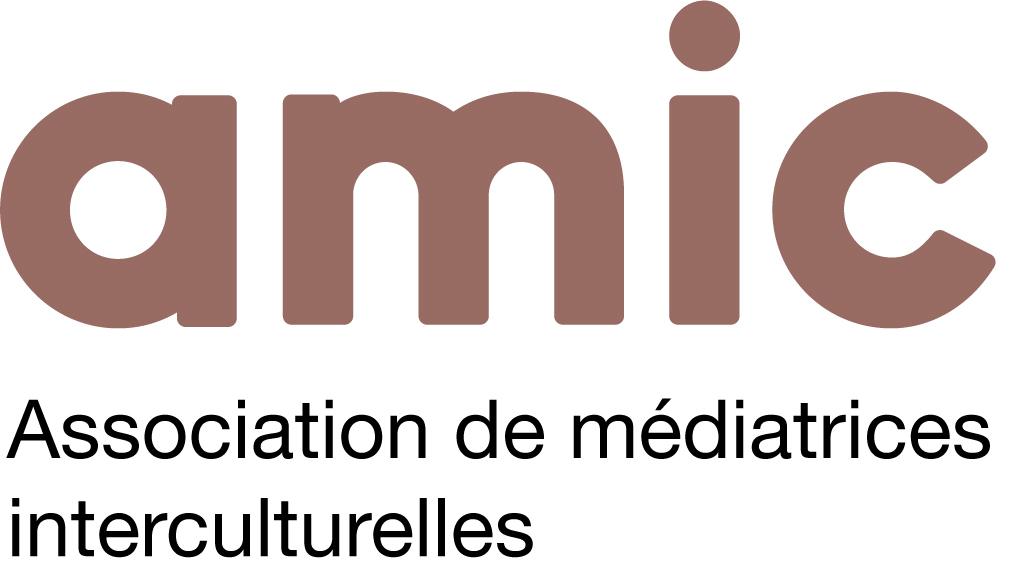 amic
Association de médiatrices
interculturelles